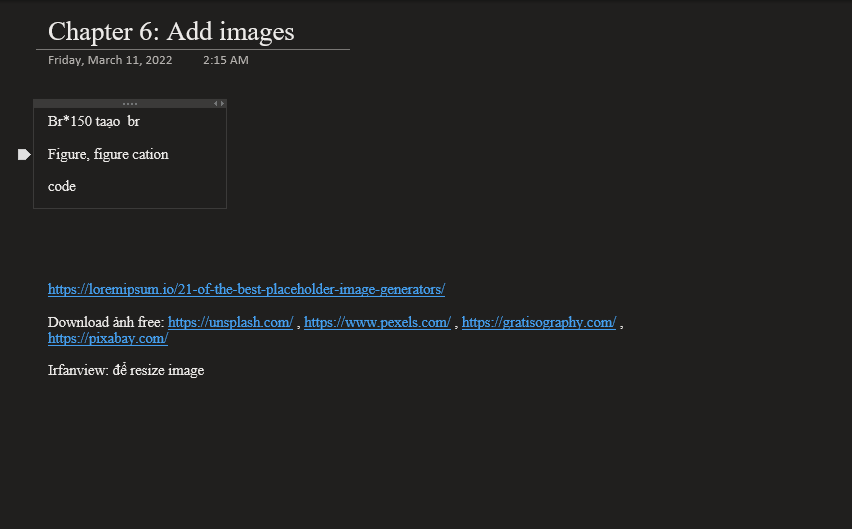 Chapter 6: Add images
Friday, March 11, 2022 2:15 AM
Br*150 taạo br
Figure, figure cation
code
https://loremipsum.io/21-of-the-best-placeholder-image-generators/
Download ảnh free: https://unsplash.com/ , https://www.pexels.com/ , https://gratisography.com/ ,
https://pixabay.com/
Irfanview: để resize image